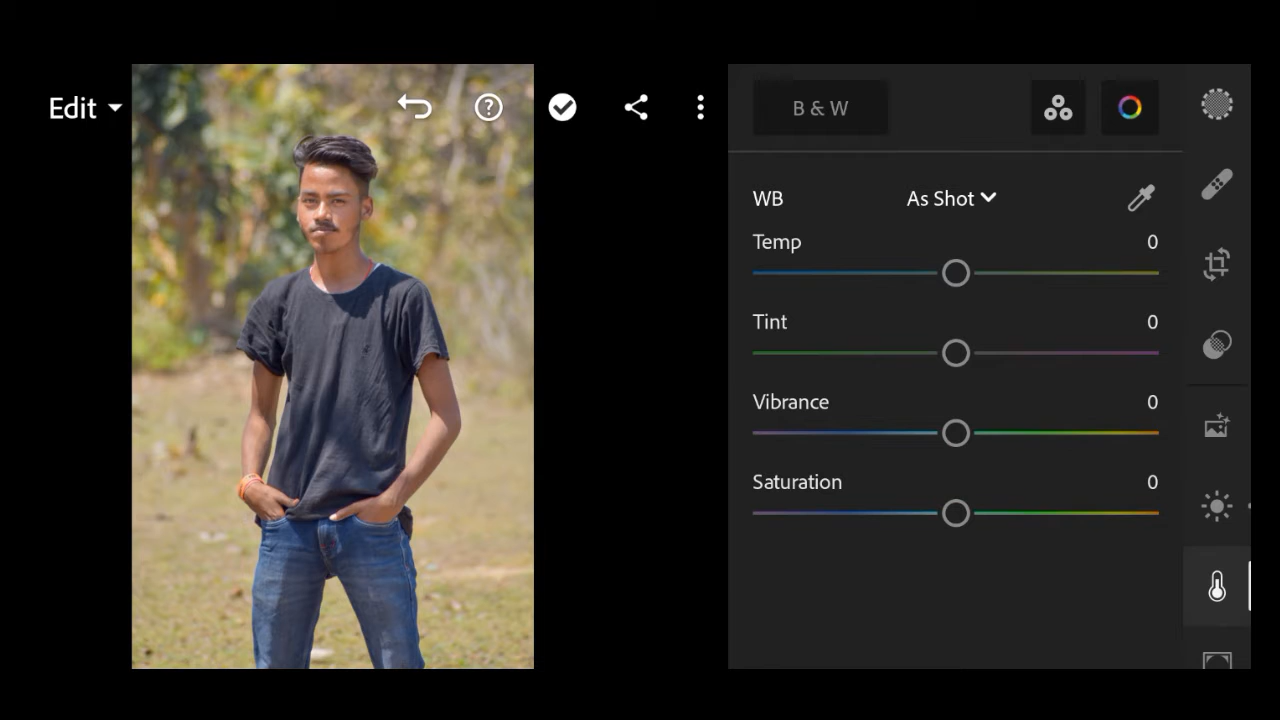 Edit
B & W
WB As Shot
Temp 0
Tint 0
Vibrance 0
Saturation 0